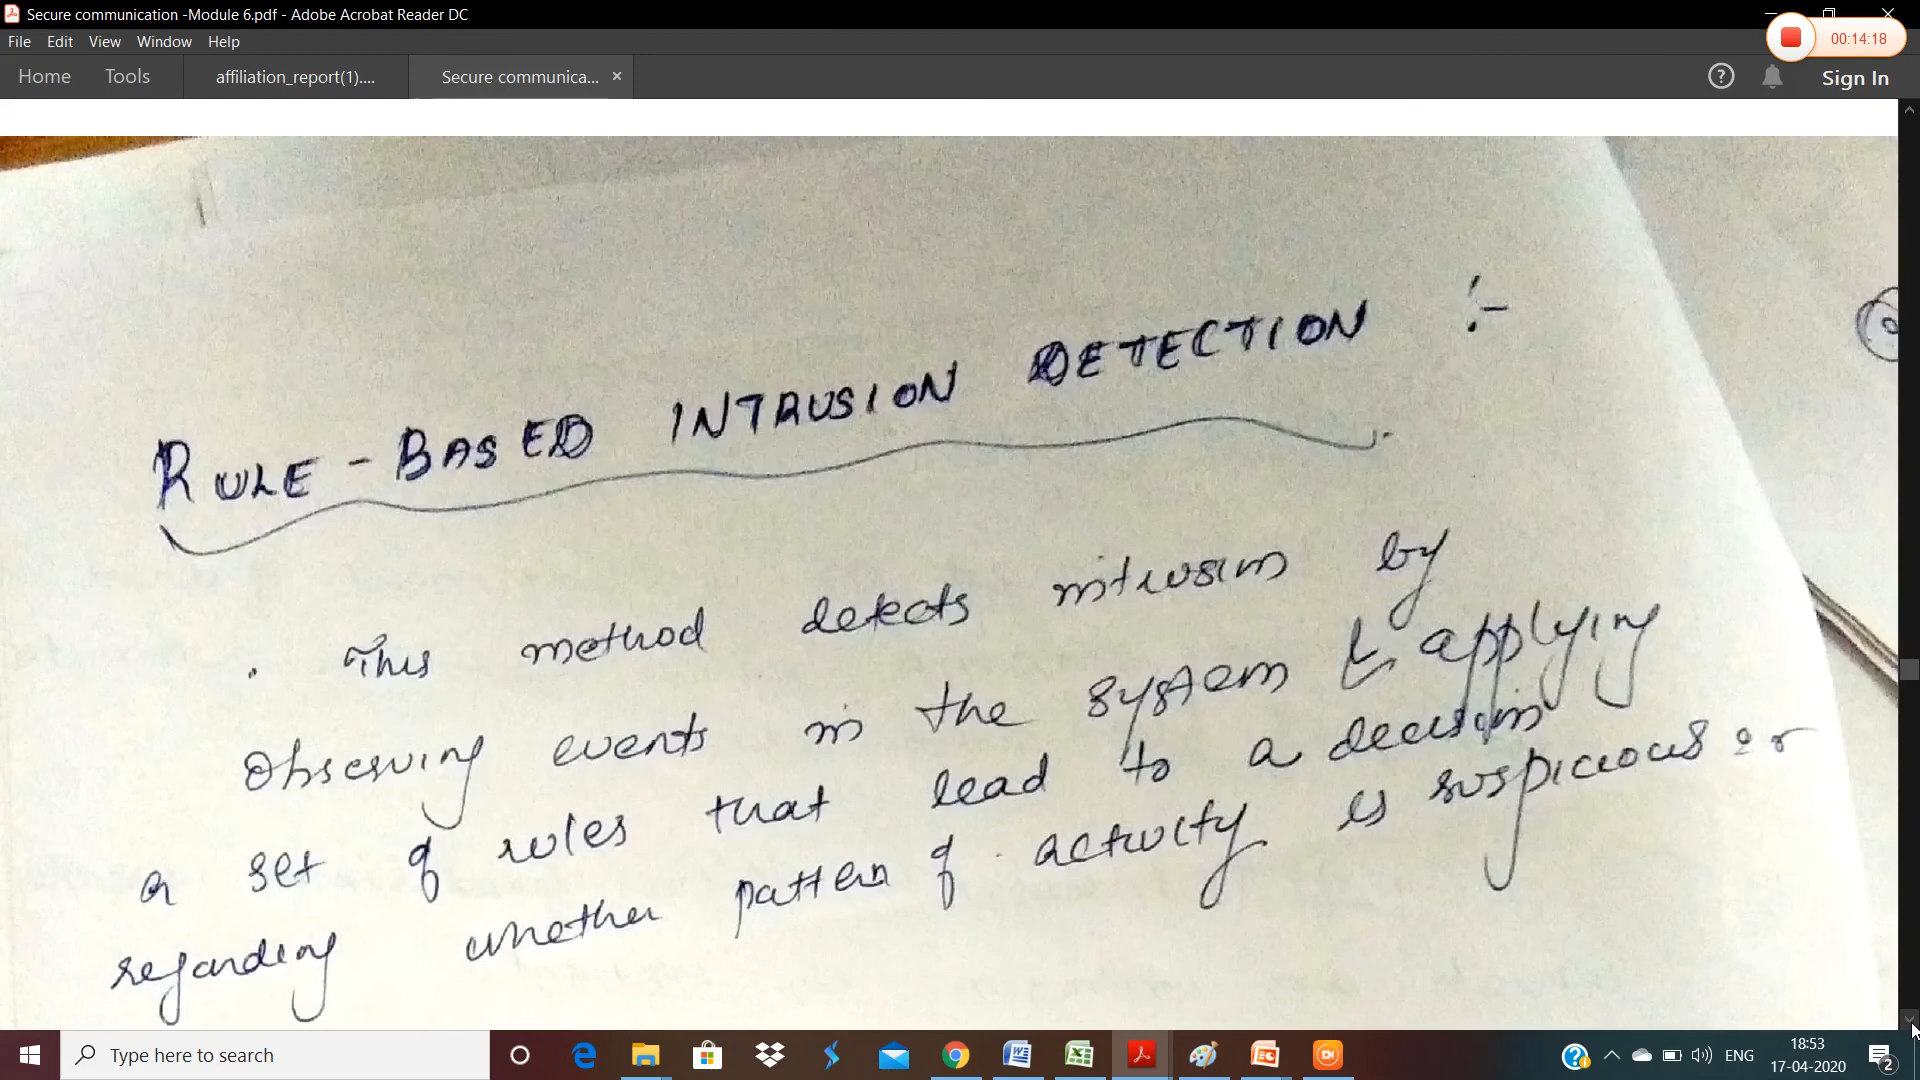 Secure communication -Module 6.pdf - Adobe Acrobat Reader DC
File Edit View Window Help
00:14:18
Home Tools affiliation_report(1).... Secure communica... × Sign In
RULE-BASED INTRUSION DETECTION :-
. This method detects intrusion by
Observing events in the system & applying
a set of rules that lead to a decision
regarding whether pattern of activity is suspicious or
Type here to search
ENG
18:53
17-04-2020
2